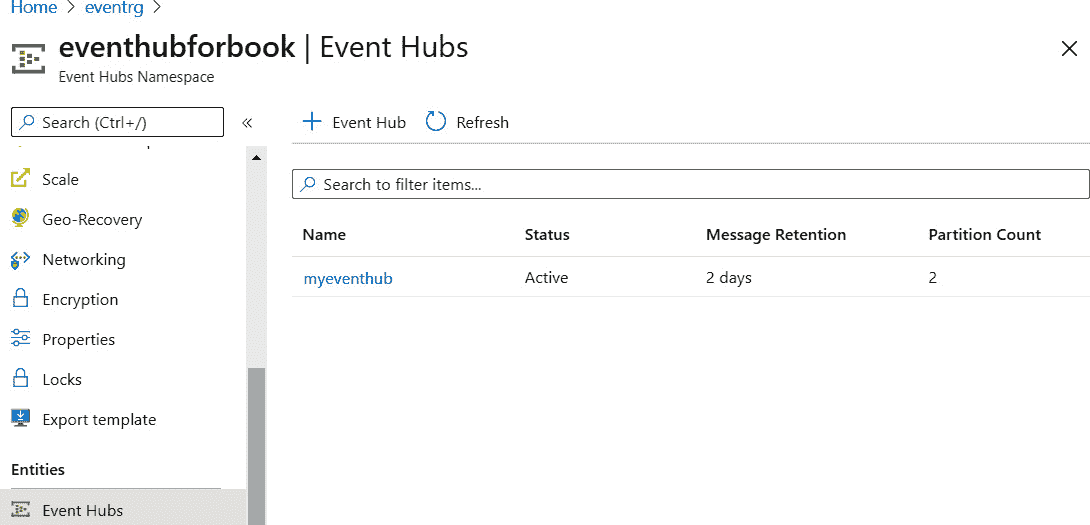 Home > eventrg >
eventhubforbook | Event Hubs
Event Hubs Namespace
Search (Ctrl+/)
«
Scale
Geo-Recovery
Networking
Encryption
Properties
Locks
Export template
Entities
Event Hubs
+ Event Hub Refresh
Search to filter items...
Name Status Message Retention Partition Count
myeventhub Active 2 days 2